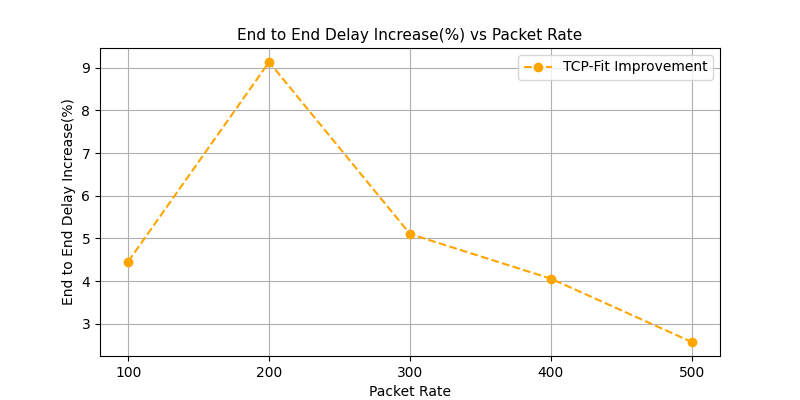 End to End Delay Increase(%) vs Packet Rate
TCP-Fit Improvement
End to End Delay Increase(%)
9
8
7
6
5
4
3
100 200 300 400 500
Packet Rate